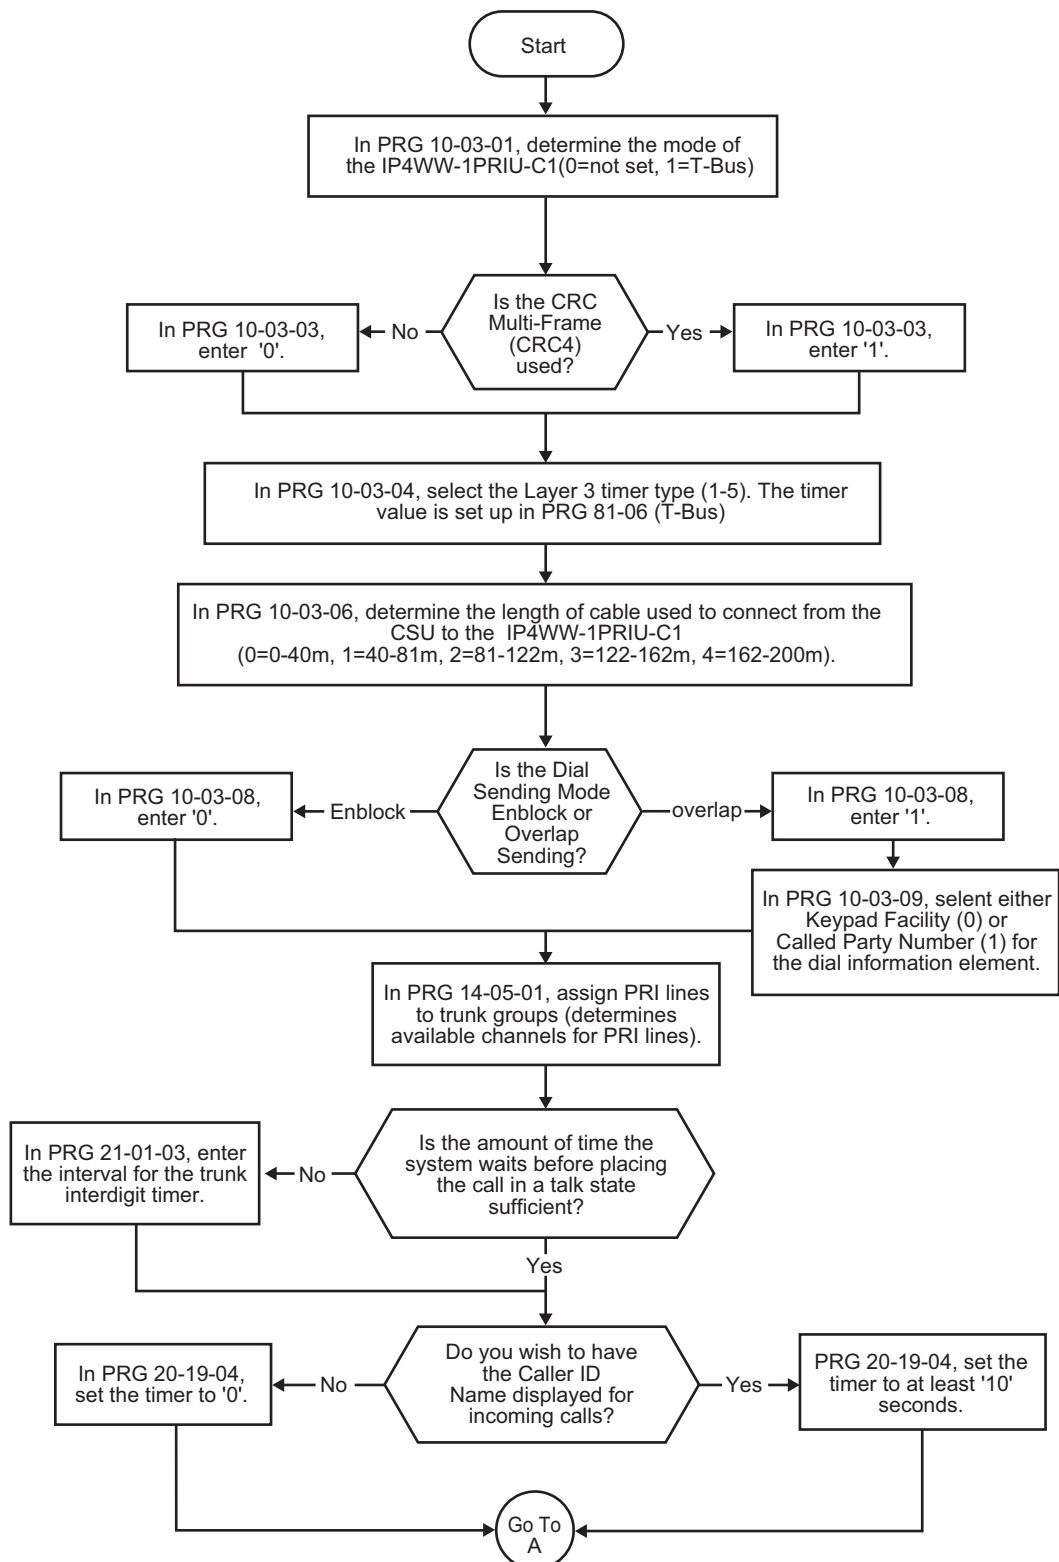 Start
In PRG 10-03-01, determine the mode of
the IP4WW-1PRIU-C1(0=not set, 1=T-Bus)
Is the CRC
Multi-Frame
(CRC4)
used?
No
Yes
In PRG 10-03-03,
enter '0'.
In PRG 10-03-03,
enter '1'.
In PRG 10-03-04, select the Layer 3 timer type (1-5). The timer
value is set up in PRG 81-06 (T-Bus)
In PRG 10-03-06, determine the length of cable used to connect from the
CSU to the IP4WW-1PRIU-C1
(0=0-40m, 1=40-81m, 2=81-122m, 3=122-162m, 4=162-200m).
Is the Dial
Sending Mode
Enblock or
Overlap
Sending?
Enblock
overlap
In PRG 10-03-08,
enter '0'.
In PRG 10-03-08,
enter '1'.
In PRG 10-03-09, selent either
Keypad Facility (0) or
Called Party Number (1) for
the dial information element.
In PRG 14-05-01, assign PRI lines
to trunk groups (determines
available channels for PRI lines).
Is the amount of time the
system waits before placing
the call in a talk state
sufficient?
No
In PRG 21-01-03, enter
the interval for the trunk
interdigit timer.
Yes
Do you wish to have
the Caller ID
Name displayed for
incoming calls?
No
Yes
In PRG 20-19-04,
set the timer to '0'.
PRG 20-19-04, set the
timer to at least '10'
seconds.
Go To
A